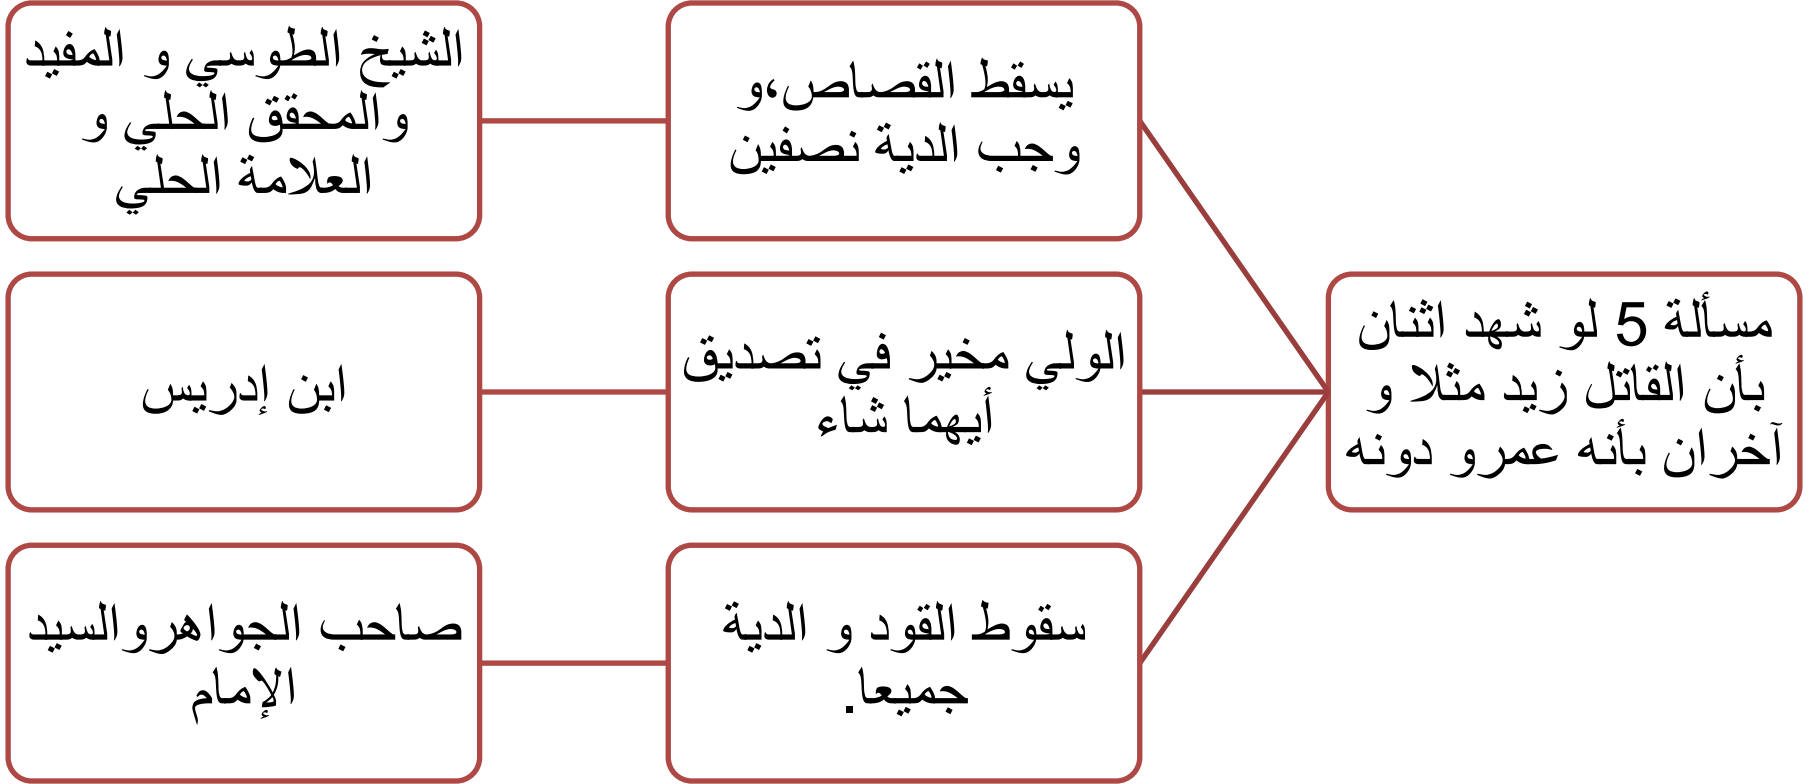 مسألة 5 لو شهد اثنان
بأن القاتل زيد مثلا و
آخران بأنه عمرو دونه
يسقط القصاص،و
وجب الدية نصفين
الشيخ الطوسي و المفيد
والمحقق الحلي و
العلامة الحلي
الولي مخير في تصديق
أيهما شاء
ابن إدريس
سقوط القود و الدية
جميعا.
صاحب الجواهروالسيد
الإمام